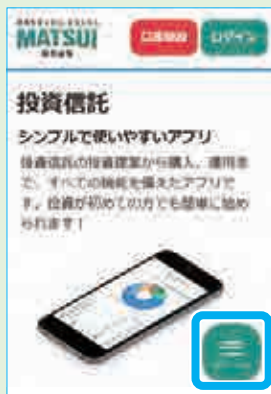 MATSUI
松井証券
口座開設
ログイン
投資信託
シンプルで使いやすいアプリ
投資信託の投資提案から購入、運用ま
で、すべての機能を備えたアプリで
す。投資が初めての方でも簡単に始め
られます！